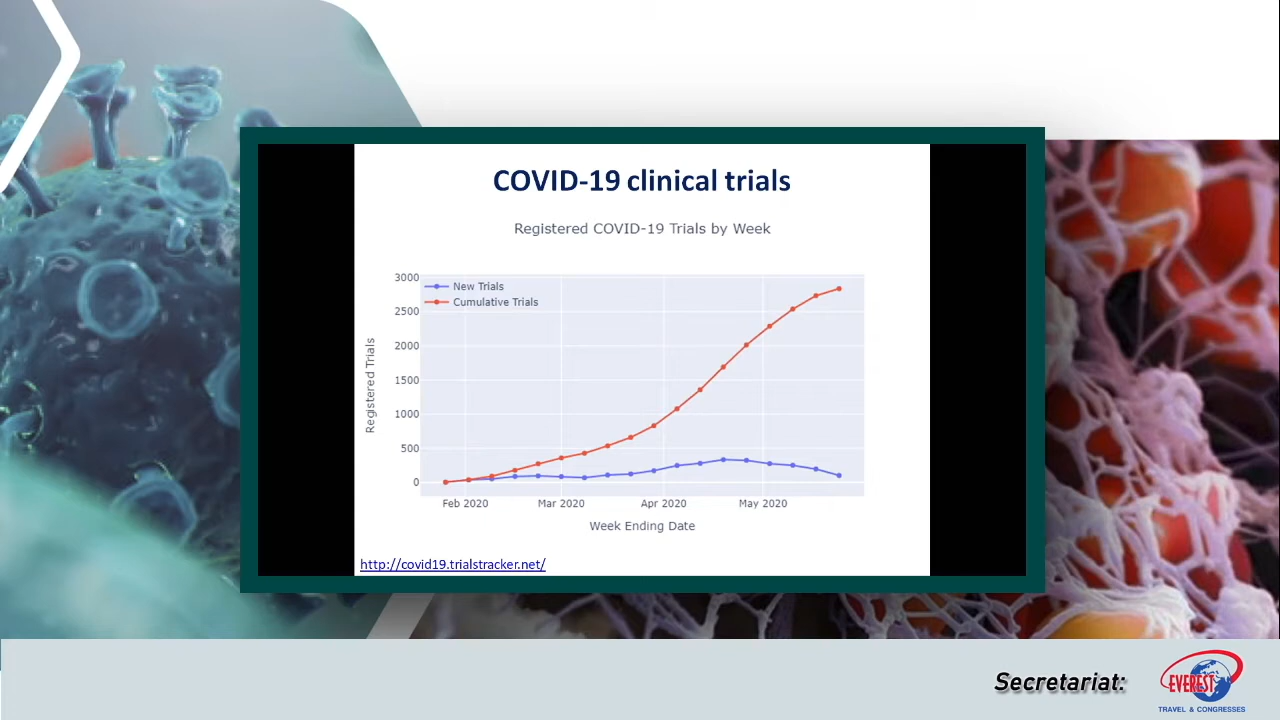 COVID-19 clinical trials
Registered COVID-19 Trials by Week
New Trials
Cumulative Trials
3000
2500
2000
1500
1000
500
0
Registered Trials
Feb 2020
Mar 2020
Apr 2020
May 2020
Week Ending Date
http://covid19.trialstracker.net/
Secretariat:
EVEREST
TRAVEL & CONGRESSES